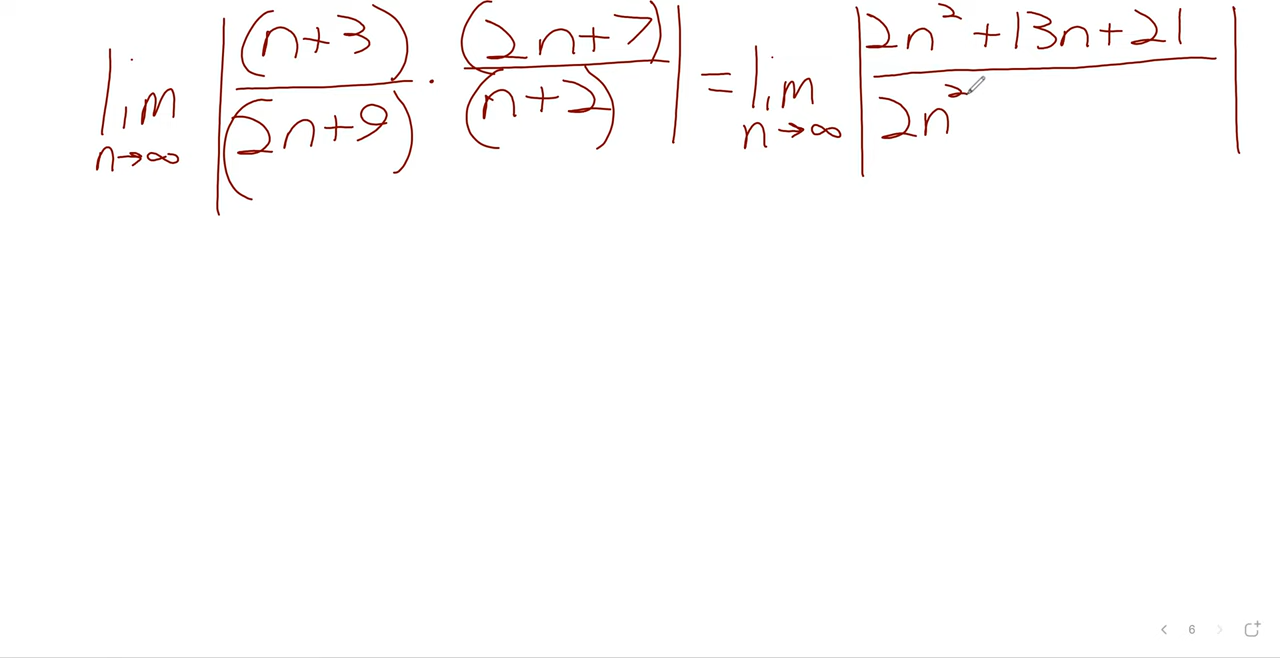 lim n→∞ |(n+3)/(2n+9) · (2n+7)/(n+2)| = lim n→∞ |2n² + 13n + 21 / 2n²|
6